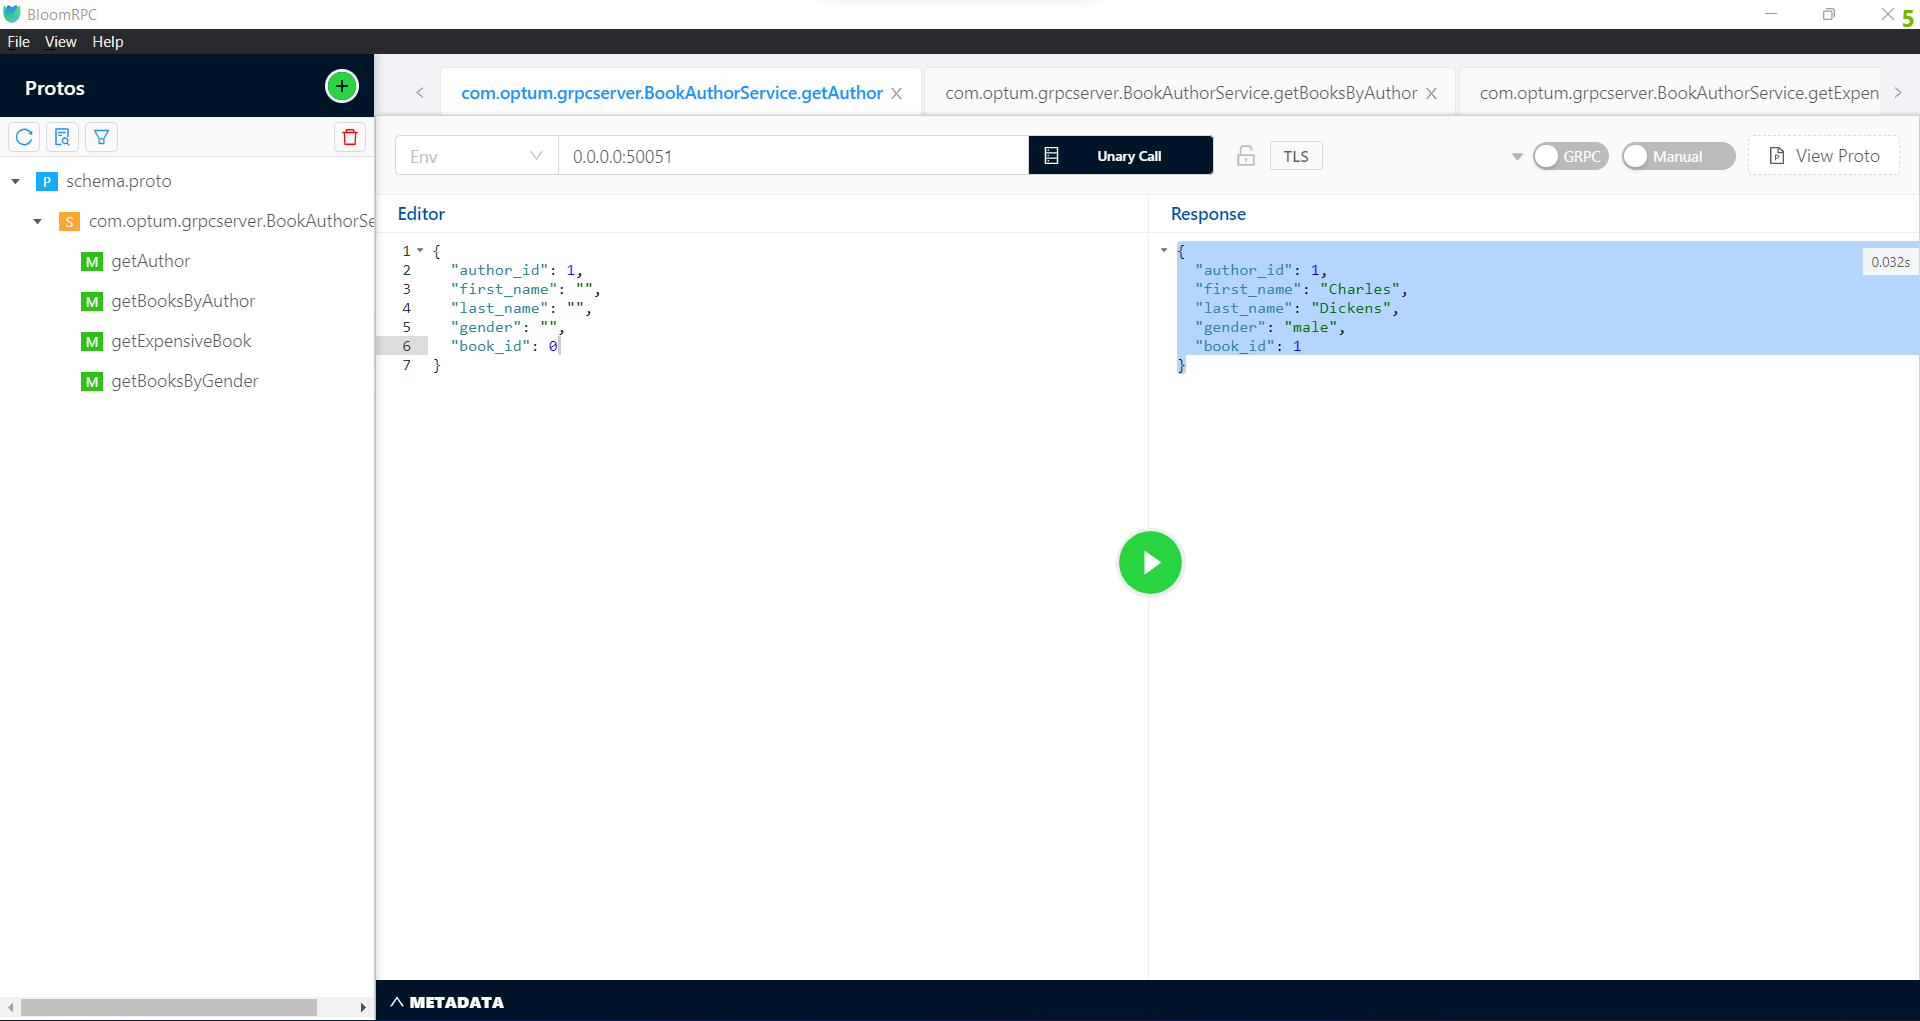 BloomRPC
5
File View Help
Protos
com.optum.grpcserver.BookAuthorService.getAuthor
com.optum.grpcserver.BookAuthorService.getBooksByAuthor
com.optum.grpcserver.BookAuthorService.getExpen
Env
0.0.0.0:50051
Unary Call
TLS
GRPC
Manual
View Proto
P schema.proto
S com.optum.grpcserver.BookAuthorSe
M getAuthor
M getBooksByAuthor
M getExpensiveBook
M getBooksByGender
Editor
1 {
2 "author_id": 1,
3 "first_name": "",
4 "last_name": "",
5 "gender": "",
6 "book_id": 0
7 }
Response
{
"author_id": 1,
"first_name": "Charles",
"last_name": "Dickens",
"gender": "male",
"book_id": 1
}
0.032s
METADATA